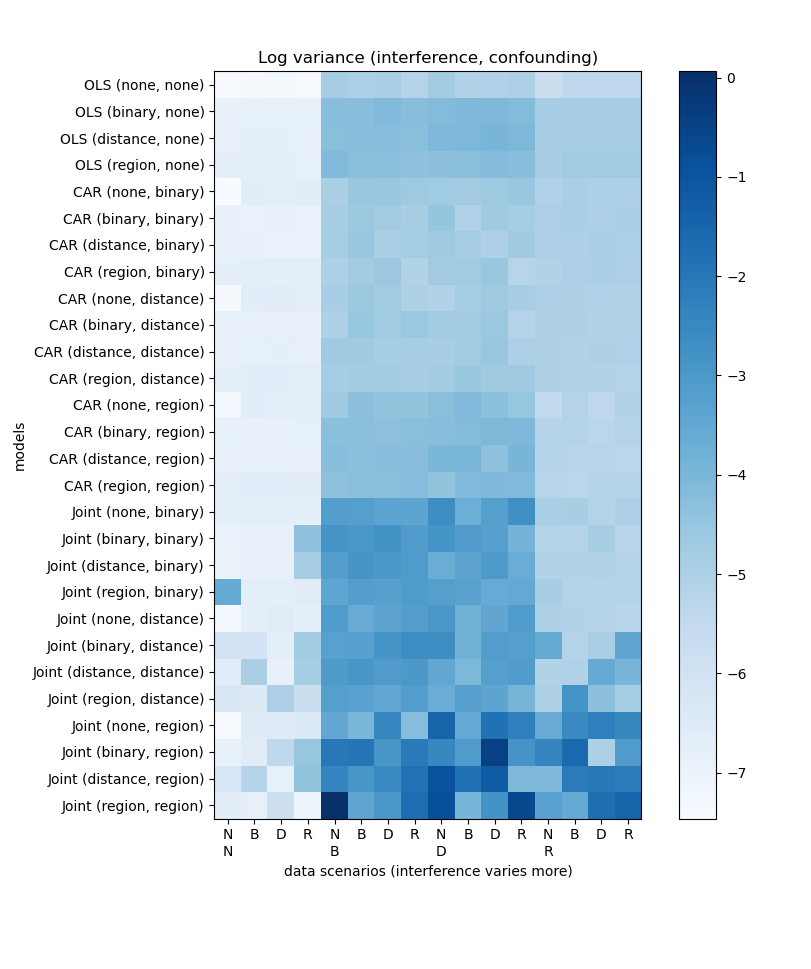 Log variance (interference, confounding)
OLS (none, none)
OLS (binary, none)
OLS (distance, none)
OLS (region, none)
CAR (none, binary)
CAR (binary, binary)
CAR (distance, binary)
CAR (region, binary)
CAR (none, distance)
CAR (binary, distance)
CAR (distance, distance)
CAR (region, distance)
CAR (none, region)
CAR (binary, region)
CAR (distance, region)
CAR (region, region)
Joint (none, binary)
Joint (binary, binary)
Joint (distance, binary)
Joint (region, binary)
Joint (none, distance)
Joint (binary, distance)
Joint (distance, distance)
Joint (region, distance)
Joint (none, region)
Joint (binary, region)
Joint (distance, region)
Joint (region, region)
models
N B D R N B D R N B D R N B D R
N B D R
data scenarios (interference varies more)
0
−1
−2
−3
−4
−5
−6
−7